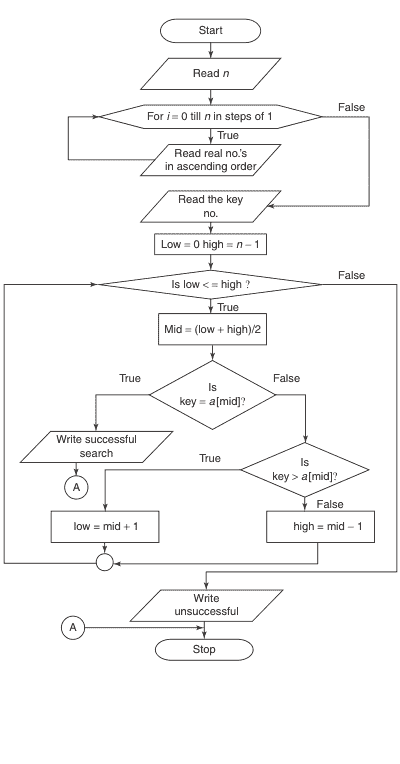 Start
Read n
For i = 0 till n in steps of 1
False
True
Read real no.'s
in ascending order
Read the key
no.
Low = 0 high = n − 1
Is low < = high ?
False
True
Mid = (low + high)/2
True
Is
key = a[mid]?
False
Write successful
search
True
Is
key > a[mid]?
A
False
low = mid + 1
high = mid − 1
Write
unsuccessful
A
Stop